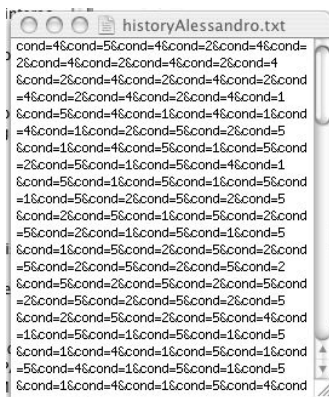 historyAlessandro.txt
cond=4&cond=5&cond=4&cond=2&cond=4&cond=
2&cond=4&cond=2&cond=4&cond=2&cond=4
&cond=2&cond=4&cond=2&cond=4&cond=2&cond
=4&cond=2&cond=4&cond=2&cond=4&cond=1
&cond=5&cond=4&cond=1&cond=4&cond=1&cond
=4&cond=1&cond=2&cond=5&cond=2&cond=5
&cond=1&cond=4&cond=5&cond=1&cond=5&cond
=2&cond=5&cond=1&cond=5&cond=4&cond=1
&cond=5&cond=1&cond=5&cond=1&cond=5&cond
=1&cond=5&cond=2&cond=5&cond=2&cond=5
&cond=2&cond=5&cond=1&cond=5&cond=2&cond
=5&cond=2&cond=1&cond=5&cond=1&cond=5
&cond=1&cond=5&cond=2&cond=5&cond=2&cond
=5&cond=2&cond=5&cond=2&cond=5&cond=2
&cond=5&cond=2&cond=5&cond=2&cond=5&cond
=2&cond=5&cond=2&cond=5&cond=2&cond=5
&cond=2&cond=5&cond=5&cond=5&cond=4&cond
=1&cond=5&cond=1&cond=5&cond=1&cond=5
&cond=1&cond=1&cond=5&cond=1&cond=1&cond
=5&cond=4&cond=1&cond=5&cond=1&cond=5
&cond=1&cond=4&cond=1&cond=5&cond=4&cond